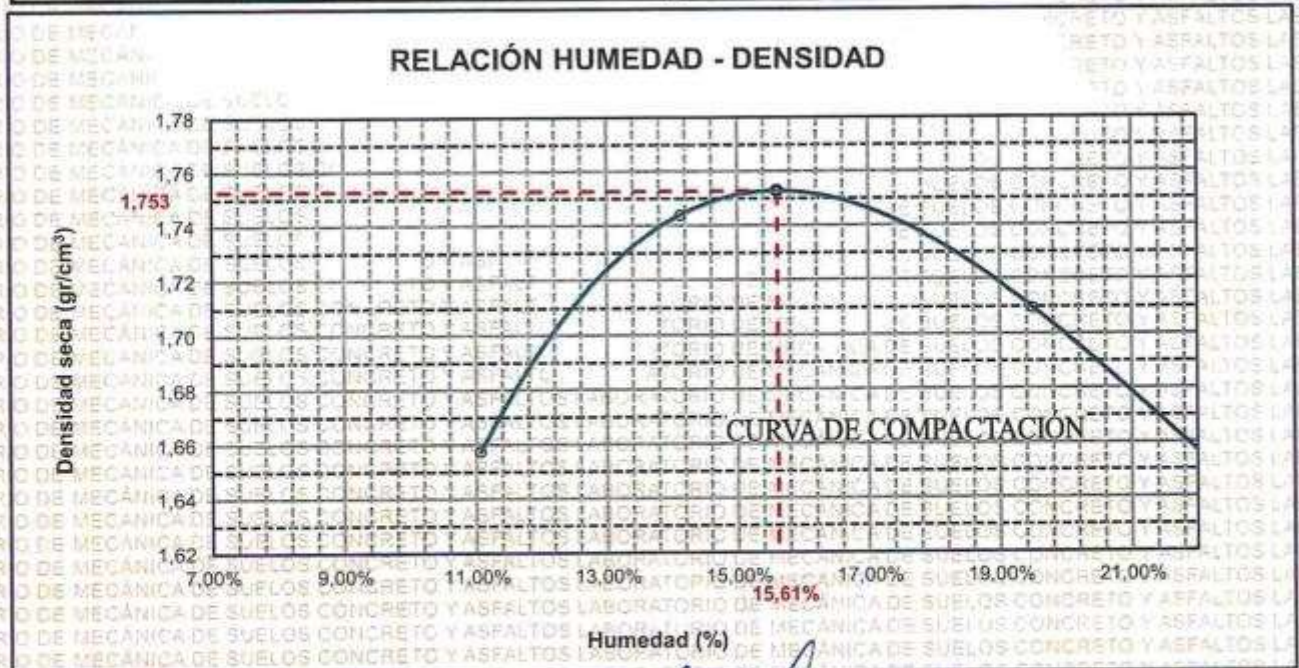 RELACIÓN HUMEDAD - DENSIDAD
1,78
1,76
1,753
1,74
1,72
1,70
1,68
1,66
1,64
1,62
Densidad seca (gr/cm³)
CURVA DE COMPACTACIÓN
7,00% 9,00% 11,00% 13,00% 15,00% 17,00% 19,00% 21,00%
15,61%
Humedad (%)
LABORATORIO DE MECÁNICA DE SUELOS CONCRETO Y ASFALTOS